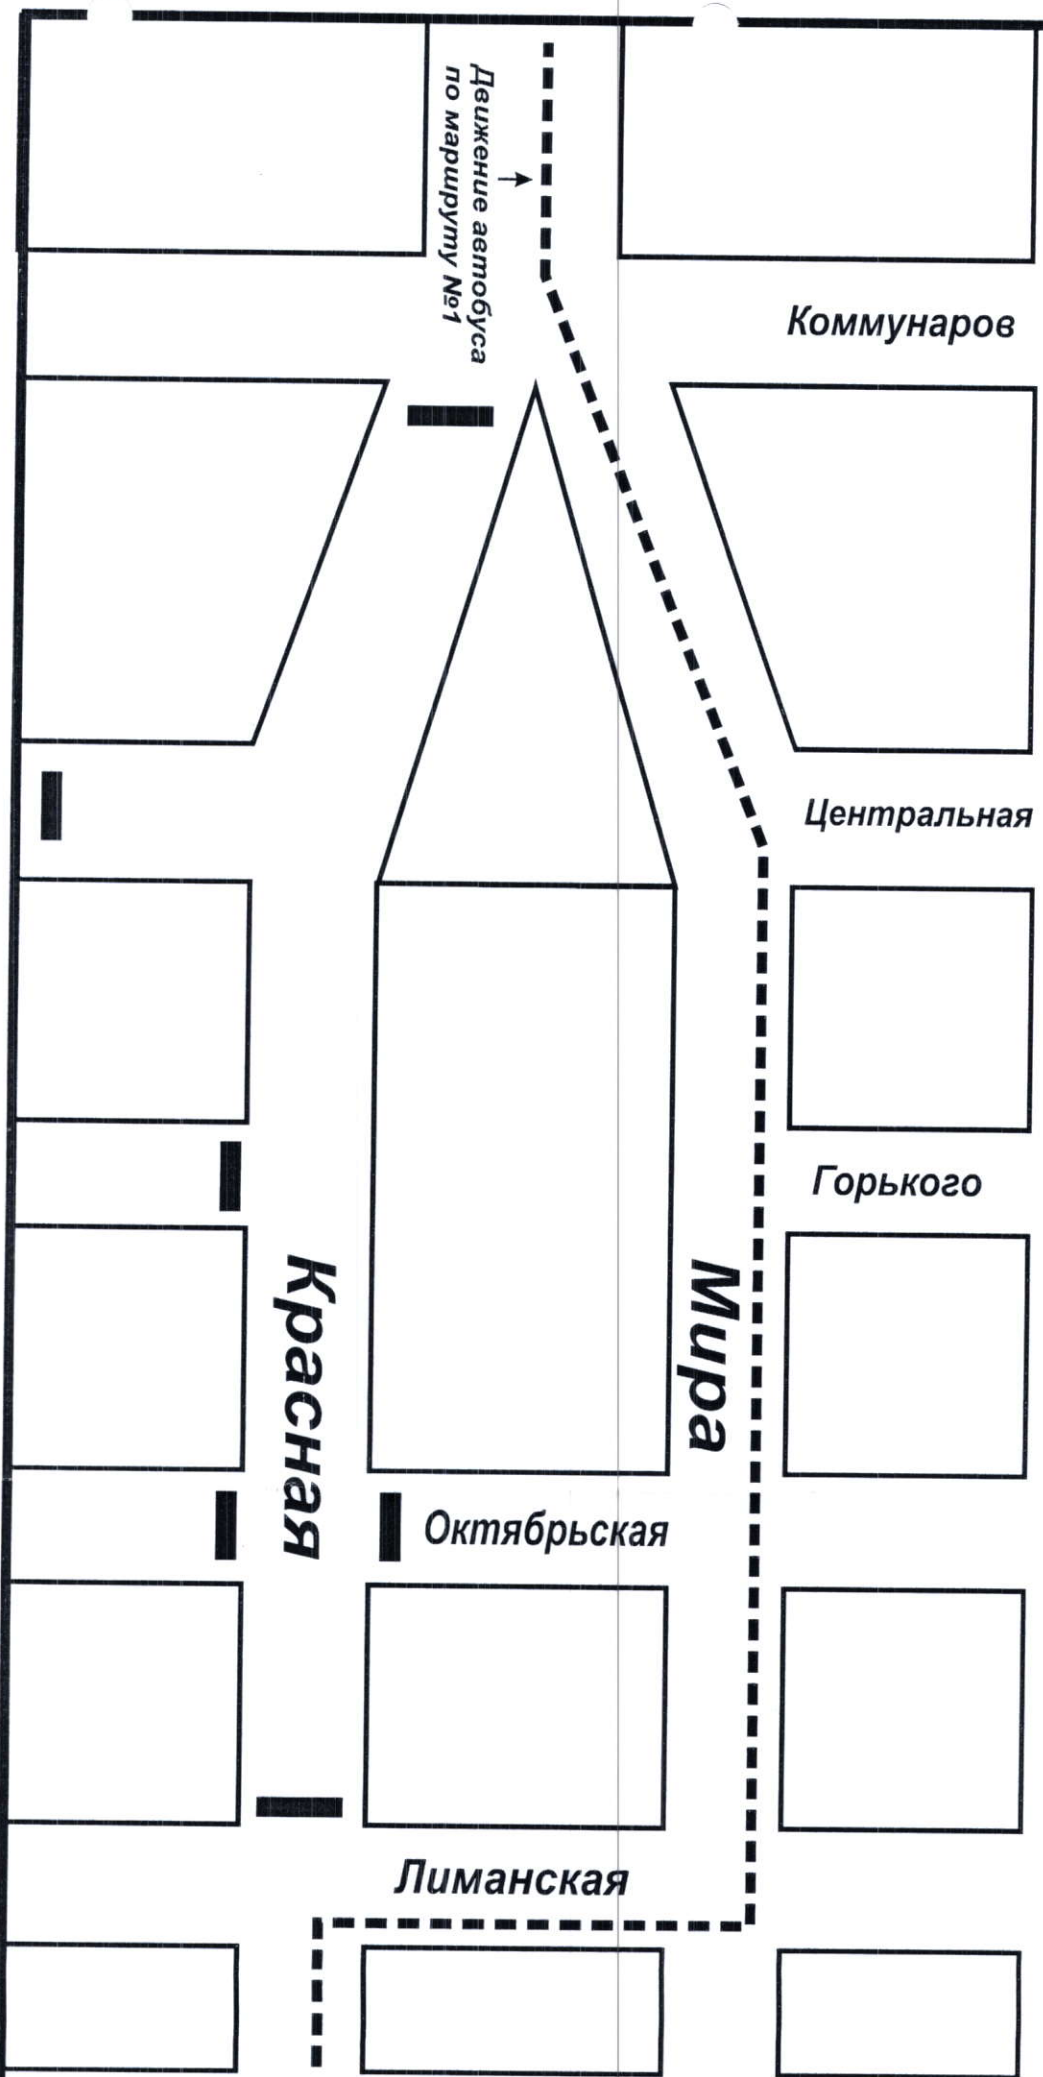 Движение автобуса
по маршруту №1
Коммунаров
Центральная
Горького
Красная
Мира
Октябрьская
Лиманская